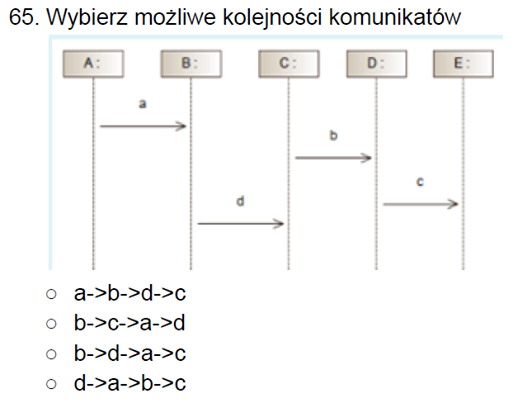 65. Wybierz możliwe kolejności komunikatów
A: B: C: D: E:
a
b
c
d
a->b->d->c
b->c->a->d
b->d->a->c
d->a->b->c